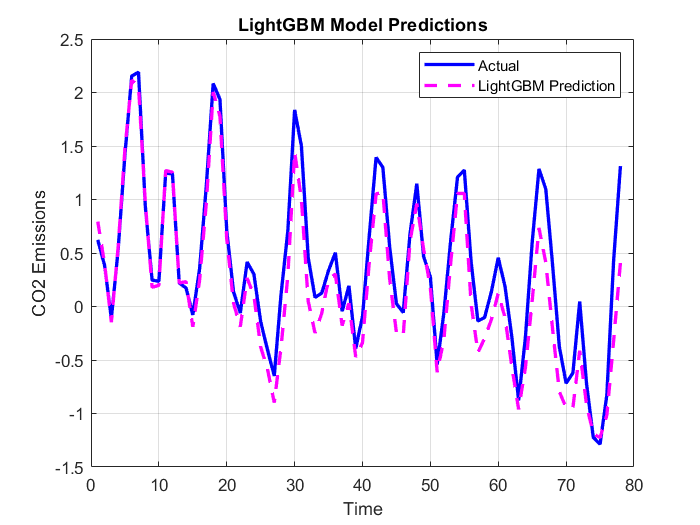 LightGBM Model Predictions
2.5
2
1.5
1
0.5
0
-0.5
-1
-1.5
CO2 Emissions
Actual
LightGBM Prediction
0 10 20 30 40 50 60 70 80
Time